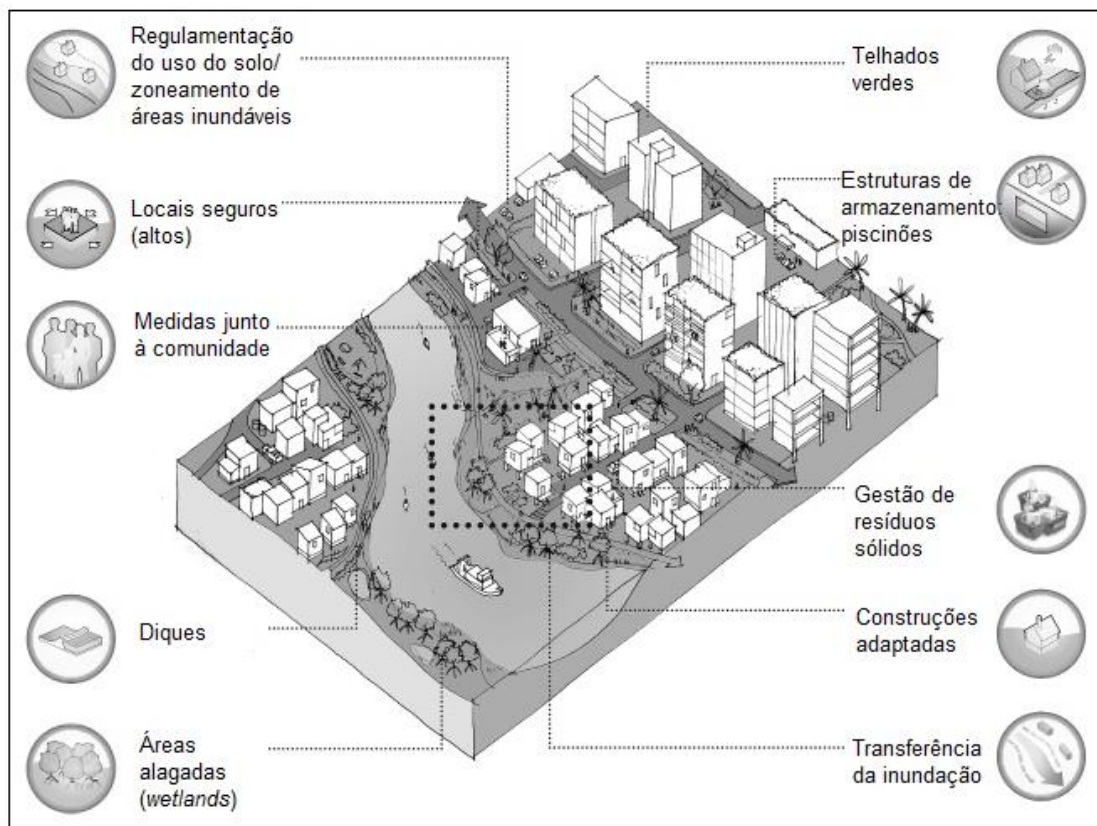 Regulamentação
do uso do solo/
zoneamento de
áreas inundáveis
Locais seguros
(altos)
Medidas junto
à comunidade
Diques
Áreas
alagadas
(wetlands)
Telhados
verdes
Estruturas de
armazenamento:
piscinões
Gestão de
resíduos
sólidos
Construções
adaptadas
Transferência
da inundação